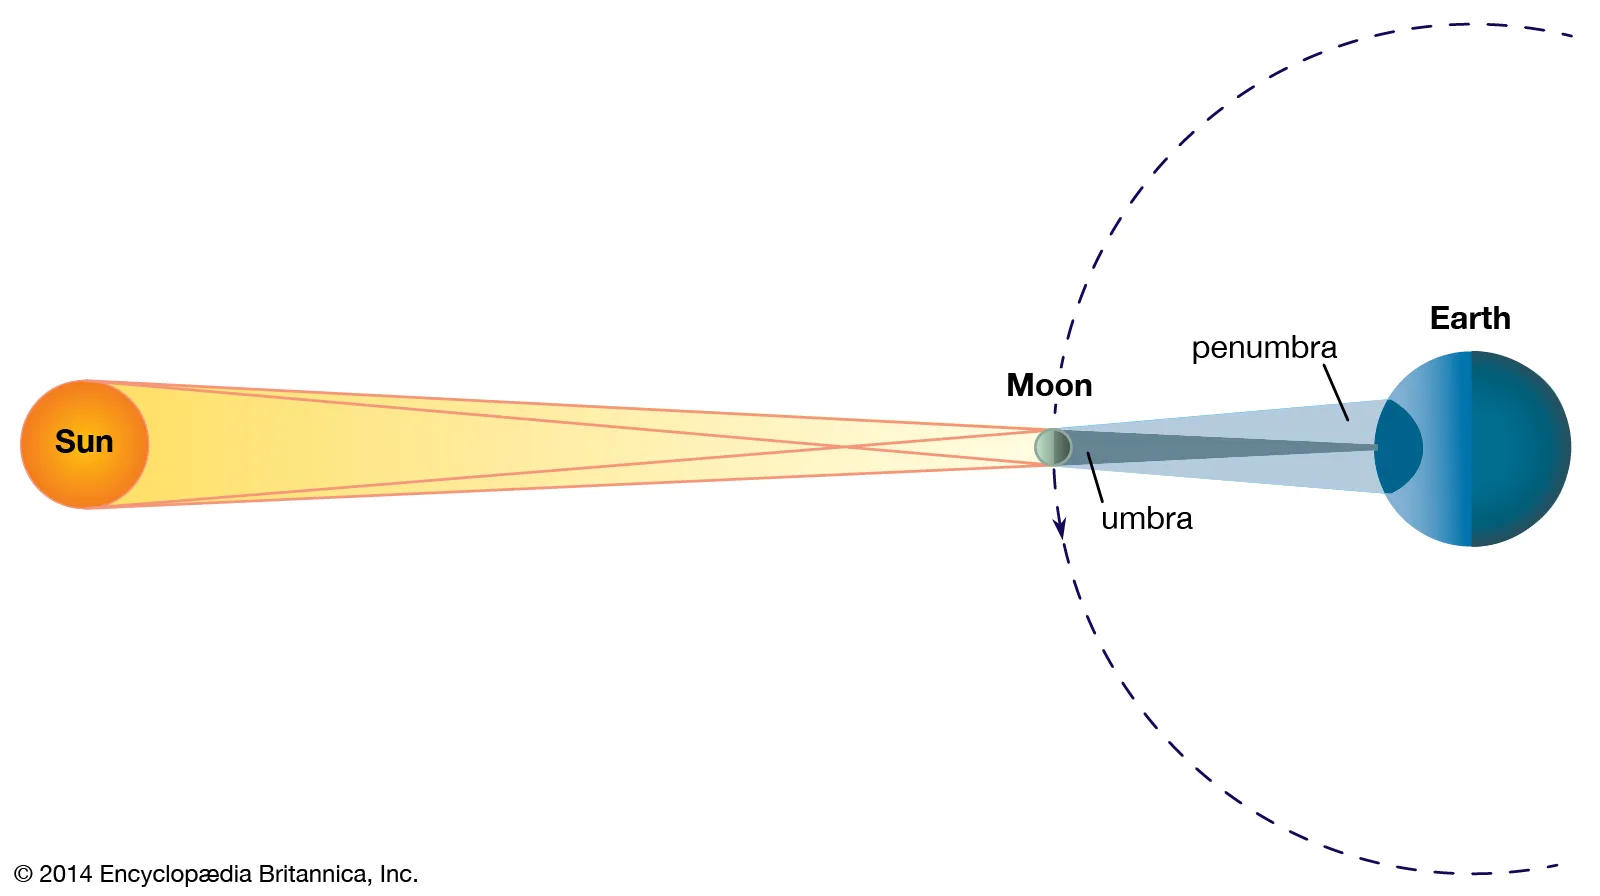 Earth
penumbra
Moon
Sun
umbra
© 2014 Encyclopædia Britannica, Inc.